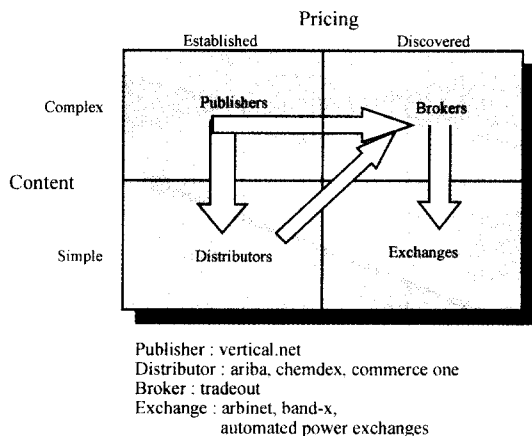 Pricing
Established Discovered
Complex Publishers Brokers
Content
Simple Distributors Exchanges
Publisher : vertical.net
Distributor : ariba, chemdex, commerce one
Broker : tradeout
Exchange : arbinet, band-x,
automated power exchanges